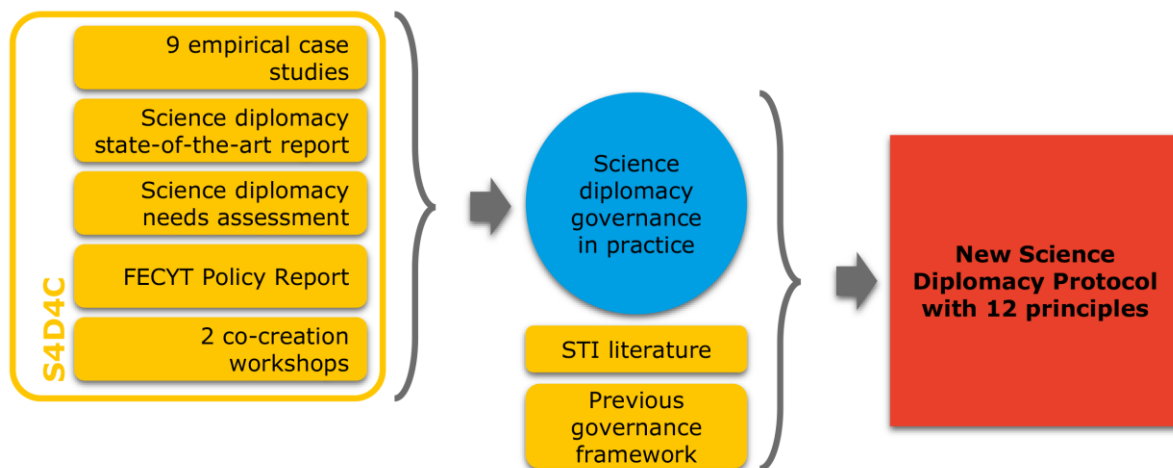 S4D4C
9 empirical case
studies
Science diplomacy
state-of-the-art report
Science diplomacy
needs assessment
FECYT Policy Report
2 co-creation
workshops
Science
diplomacy
governance
in practice
STI literature
Previous
governance
framework
New Science
Diplomacy Protocol
with 12 principles